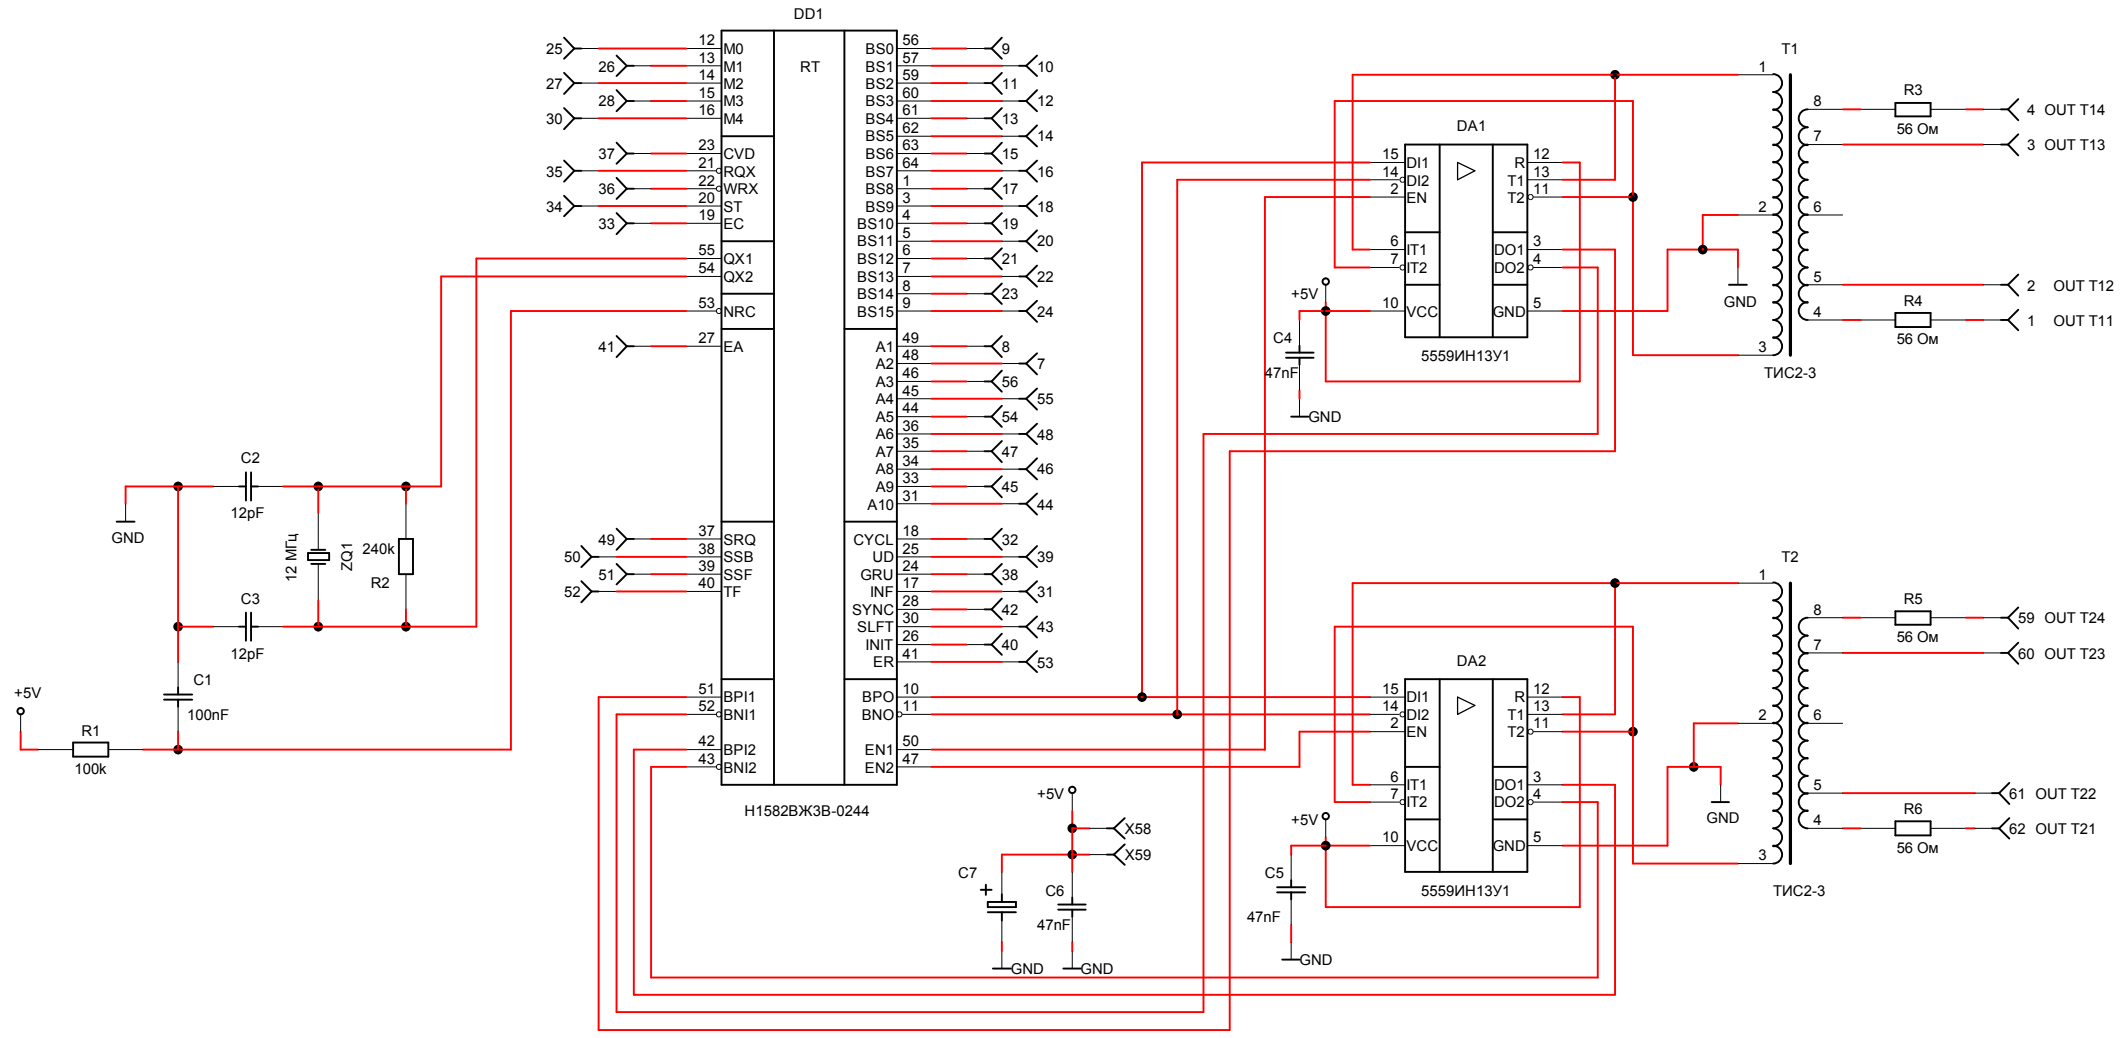 DD1
RT
25 12 M0
26 13 M1
27 14 M2
28 15 M3
30 16 M4
37 23 CVD
35 21 RQX
36 22 WRX
34 20 ST
33 19 EC
55 QX1
54 QX2
53 NRC
41 27 EA
49 37 SRQ
50 38 SSB
51 39 SSF
52 40 TF
51 BPI1
52 BNI1
42 BPI2
43 BNI2
BS0 56 9
BS1 57 10
BS2 59 11
BS3 60 12
BS4 61 13
BS5 62 14
BS6 63 15
BS7 64 16
BS8 1 17
BS9 3 18
BS10 4 19
BS11 5 20
BS12 6 21
BS13 7 22
BS14 8 23
BS15 9 24
A1 49 8
A2 48 7
A3 46 56
A4 45 55
A5 44 54
A6 36 48
A7 35 47
A8 34 46
A9 33 45
A10 31 44
CYCL 18 32
UD 25 39
GRU 24 38
INF 17 31
SYNC 28 42
SLFT 30 43
INIT 26 40
ER 41 53
BPO 10
BNO 11
EN1 50
EN2 47
Н1582ВЖ3В-0244
C2
12pF
GND
12 МГц
ZQ1
240k
R2
C3
12pF
C1
100nF
+5V
R1
100k
+5V
X58
X59
C7
+
C6
47nF
GND
GND
DA1
15 DI1
14 DI2
2 EN
6 IT1
7 IT2
10 VCC
R 12
T1 13
T2 11
DO1 3
DO2 4
GND 5
5559ИН13У1
+5V
C4
47nF
GND
T1
1
2
3
8
7
6
5
4
GND
ТИС2-3
R3
56 Ом
4 OUT T14
3 OUT T13
2 OUT T12
R4
56 Ом
1 OUT T11
DA2
15 DI1
14 DI2
2 EN
6 IT1
7 IT2
10 VCC
R 12
T1 13
T2 11
DO1 3
DO2 4
GND 5
5559ИН13У1
+5V
C5
47nF
GND
T2
1
2
3
8
7
6
5
4
GND
ТИС2-3
R5
56 Ом
59 OUT T24
60 OUT T23
61 OUT T22
R6
56 Ом
62 OUT T21